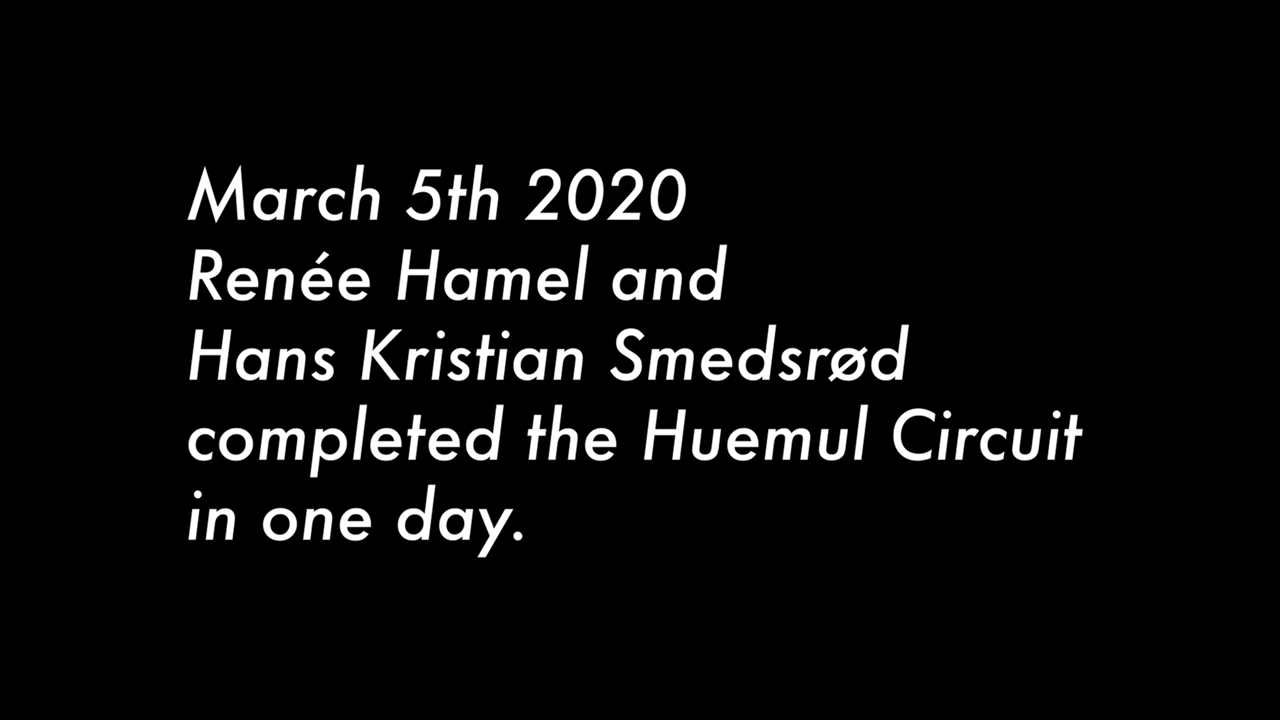 March 5th 2020
Renée Hamel and
Hans Kristian Smedsrød
completed the Huemul Circuit
in one day.